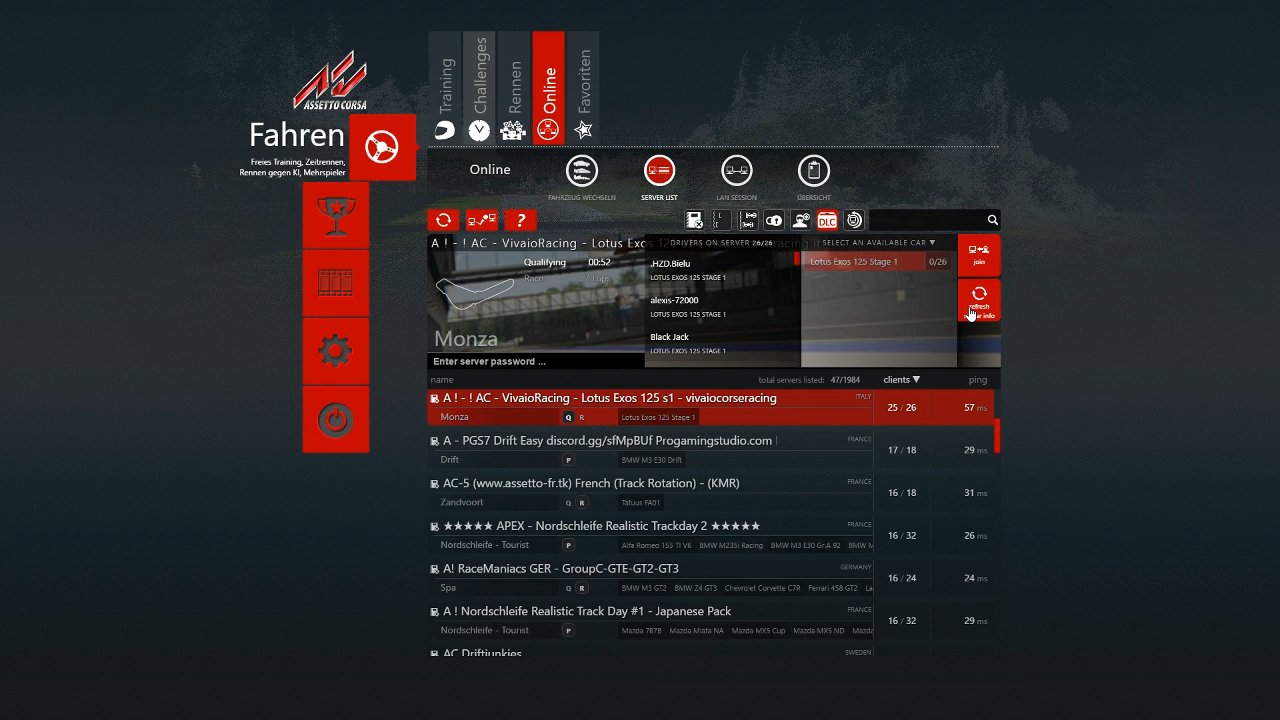 Training
Challenges
Rennen
Online
Favoriten
ASSETTO CORSA
Fahren
Freies Training, Zeitrennen,
Rennen gegen KI, Mehrspieler
Online
FAHRZEUG WECHSELN
SERVER LIST
LAN SESSION
ÜBERSICHT
?
DLC
A ! - ! AC - VivaioRacing - Lotus Exos
DRIVERS ON SERVER 26/26
SELECT AN AVAILABLE CAR ▼
Qualifying 00:52
Race / Laps
.HZD.Bielu
LOTUS EXOS 125 STAGE 1
alexis-72000
LOTUS EXOS 125 STAGE 1
Black Jack
LOTUS EXOS 125 STAGE 1
Lotus Exos 125 Stage 1 0/26
join
refresh
info
Monza
Enter server password ...
name total servers listed: 47/1984 clients ▼ ping
A ! - ! AC - VivaioRacing - Lotus Exos 125 s1 - vivaiocorseracing ITALY
Monza Q R Lotus Exos 125 Stage 1 25 / 26 57 ms
A - PGS7 Drift Easy discord.gg/sfMpBUf Progamingstudio.com | FRANCE
Drift P BMW M3 E30 Drift 17 / 18 29 ms
AC-5 (www.assetto-fr.tk) French (Track Rotation) - (KMR) FRANCE
Zandvoort Q R Tatuus FA01 16 / 18 31 ms
★★★★★ APEX - Nordschleife Realistic Trackday 2 ★★★★★ FRANCE
Nordschleife - Tourist P Alfa Romeo 155 TI V6 BMW M235i Racing BMW M3 E30 Gr.A 92 BMW M 16 / 32 26 ms
A! RaceManiacs GER - GroupC-GTE-GT2-GT3 GERMANY
Spa Q R BMW M3 GT2 BMW Z4 GT3 Chevrolet Corvette C7R Ferrari 458 GT2 La 16 / 24 24 ms
A ! Nordschleife Realistic Track Day #1 - Japanese Pack FRANCE
Nordschleife - Tourist P Mazda 787B Mazda Miata NA Mazda MX5 Cup Mazda MX5 ND Mazda 16 / 32 29 ms
AC Driftjunkies SWEDEN